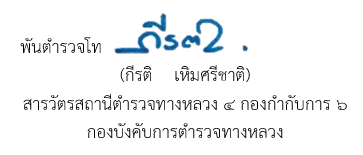 พันตำรวจโท กีรติ
(กีรติ เหิมศรีชาติ)
สารวัตรสถานีตำรวจทางหลวง ๔ กองกำกับการ ๖
กองบังคับการตำรวจทางหลวง